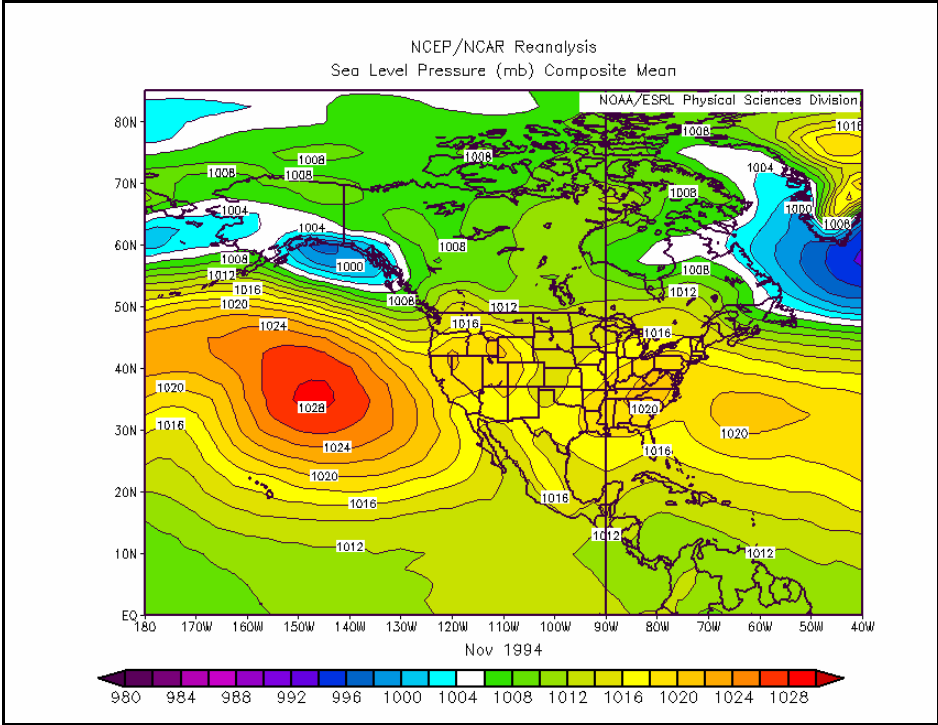 NCEP/NCAR Reanalysis
Sea Level Pressure (mb) Composite Mean
NOAA/ESRL Physical Sciences Division
80N
70N
60N
50N
40N
30N
20N
10N
EQ
1016
1008
1008
1008
1004
1008
1008
1008
1004
1000
1008
1004
1008
1008
1000
1008
1012
1016
1012
1008
1020
1012
1024
1016
1016
1020
1028
1020
1016
1020
1024
1016
1020
1016
1016
1012
1012
1012
180 170W 160W 150W 140W 130W 120W 110W 100W 90W 80W 70W 60W 50W 40W
Nov 1994
980 984 988 992 996 1000 1004 1008 1012 1016 1020 1024 1028